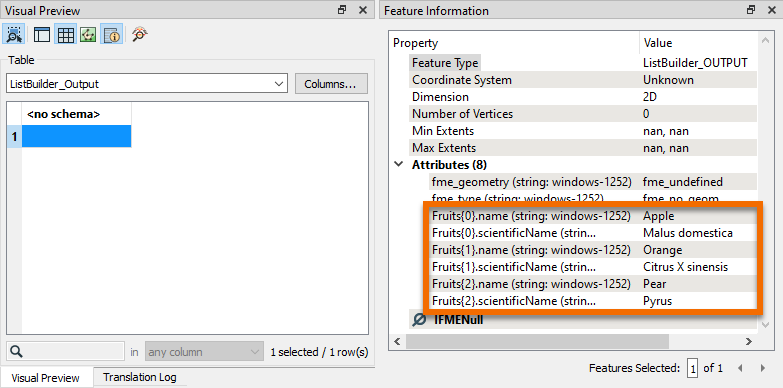 Visual Preview
Table
ListBuilder_Output
Columns...
<no schema>
1
in any column
1 selected / 1 row(s)
Visual Preview
Translation Log
Feature Information
Property Value
Feature Type ListBuilder_OUTPUT
Coordinate System Unknown
Dimension 2D
Number of Vertices 0
Min Extents nan, nan
Max Extents nan, nan
Attributes (8)
fme_geometry (string: windows-1252) fme_undefined
fme_type (string: windows-1252) fme_no_geom
Fruits{0}.name (string: windows-1252) Apple
Fruits{0}.scientificName (strin... Malus domestica
Fruits{1}.name (string: windows-1252) Orange
Fruits{1}.scientificName (strin... Citrus X sinensis
Fruits{2}.name (string: windows-1252) Pear
Fruits{2}.scientificName (strin... Pyrus
IFMENull
Features Selected: 1 of 1